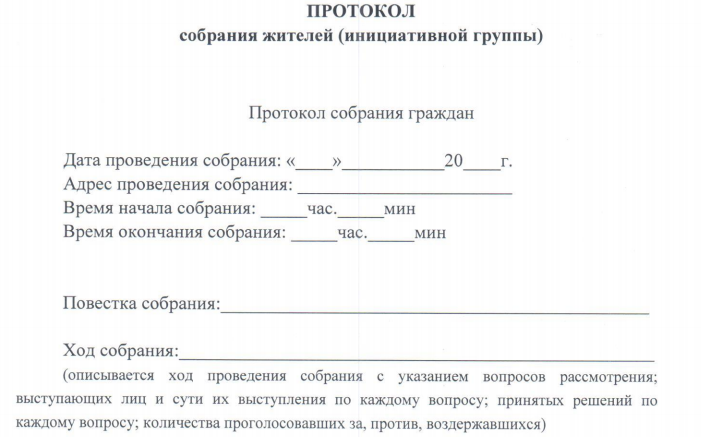 ПРОТОКОЛ
собрания жителей (инициативной группы)
Протокол собрания граждан
Дата проведения собрания: «____»___________20____г.
Адрес проведения собрания: _______________________
Время начала собрания: _____час._____мин
Время окончания собрания: _____час._____мин
Повестка собрания:______________________________________________
Ход собрания:___________________________________________________
(описывается ход проведения собрания с указанием вопросов рассмотрения;
выступающих лиц и сути их выступления по каждому вопросу; принятых решений по
каждому вопросу; количества проголосовавших за, против, воздержавшихся)